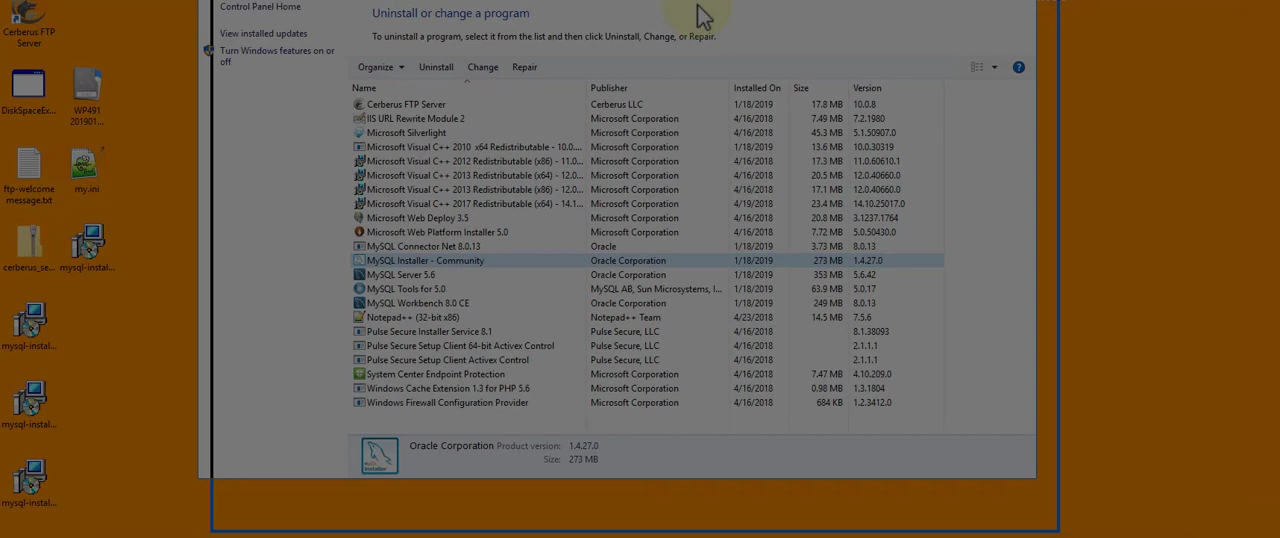 Control Panel Home
Uninstall or change a program
View installed updates
Turn Windows features on or
off
To uninstall a program, select it from the list and then click Uninstall, Change, or Repair.
Organize Uninstall Change Repair
Name Publisher Installed On Size Version
Cerberus FTP Server Cerberus LLC 1/18/2019 17.8 MB 10.0.8
IIS URL Rewrite Module 2 Microsoft Corporation 4/16/2018 7.49 MB 7.2.1980
Microsoft Silverlight Microsoft Corporation 4/16/2018 45.3 MB 5.1.50907.0
Microsoft Visual C++ 2010 x64 Redistributable - 10.0.... Microsoft Corporation 1/18/2019 13.6 MB 10.0.30319
Microsoft Visual C++ 2012 Redistributable (x86) - 11.0... Microsoft Corporation 4/16/2018 17.3 MB 11.0.60610.1
Microsoft Visual C++ 2013 Redistributable (x64) - 12.0... Microsoft Corporation 4/16/2018 20.5 MB 12.0.40660.0
Microsoft Visual C++ 2013 Redistributable (x86) - 12.0... Microsoft Corporation 4/16/2018 17.1 MB 12.0.40660.0
Microsoft Visual C++ 2017 Redistributable (x64) - 14.1... Microsoft Corporation 4/19/2018 23.4 MB 14.10.25017.0
Microsoft Web Deploy 3.5 Microsoft Corporation 4/16/2018 20.8 MB 3.1237.1764
Microsoft Web Platform Installer 5.0 Microsoft Corporation 4/16/2018 7.72 MB 5.0.50430.0
MySQL Connector Net 8.0.13 Oracle 1/18/2019 3.73 MB 8.0.13
MySQL Installer - Community Oracle Corporation 1/18/2019 273 MB 1.4.27.0
MySQL Server 5.6 Oracle Corporation 1/18/2019 353 MB 5.6.42
MySQL Tools for 5.0 MySQL AB, Sun Microsystems, I... 1/18/2019 63.9 MB 5.0.17
MySQL Workbench 8.0 CE Oracle Corporation 1/18/2019 249 MB 8.0.13
Notepad++ (32-bit x86) Notepad++ Team 4/23/2018 14.5 MB 7.5.6
Pulse Secure Installer Service 8.1 Pulse Secure, LLC 4/16/2018 8.1.38093
Pulse Secure Setup Client 64-bit Activex Control Pulse Secure, LLC 4/16/2018 2.1.1.1
Pulse Secure Setup Client Activex Control Pulse Secure, LLC 4/16/2018 2.1.1.1
System Center Endpoint Protection Microsoft Corporation 4/16/2018 7.47 MB 4.10.209.0
Windows Cache Extension 1.3 for PHP 5.6 Microsoft Corporation 4/16/2018 0.98 MB 1.3.1804
Windows Firewall Configuration Provider Microsoft Corporation 4/16/2018 684 KB 1.2.3412.0
Oracle Corporation Product version: 1.4.27.0
Size: 273 MB
MySQL
Installer
Cerberus FTP
Server
DiskSpaceEx...
WP491
201901...
ftp-welcome
message.txt
my.ini
cerberus_se...
mysql-instal...
mysql-instal...
mysql-instal...
mysql-instal...